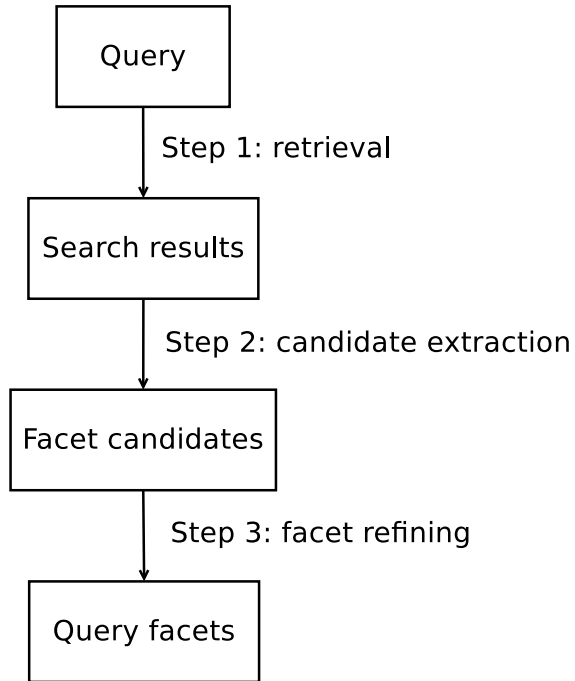 Query
Step 1: retrieval
Search results
Step 2: candidate extraction
Facet candidates
Step 3: facet refining
Query facets